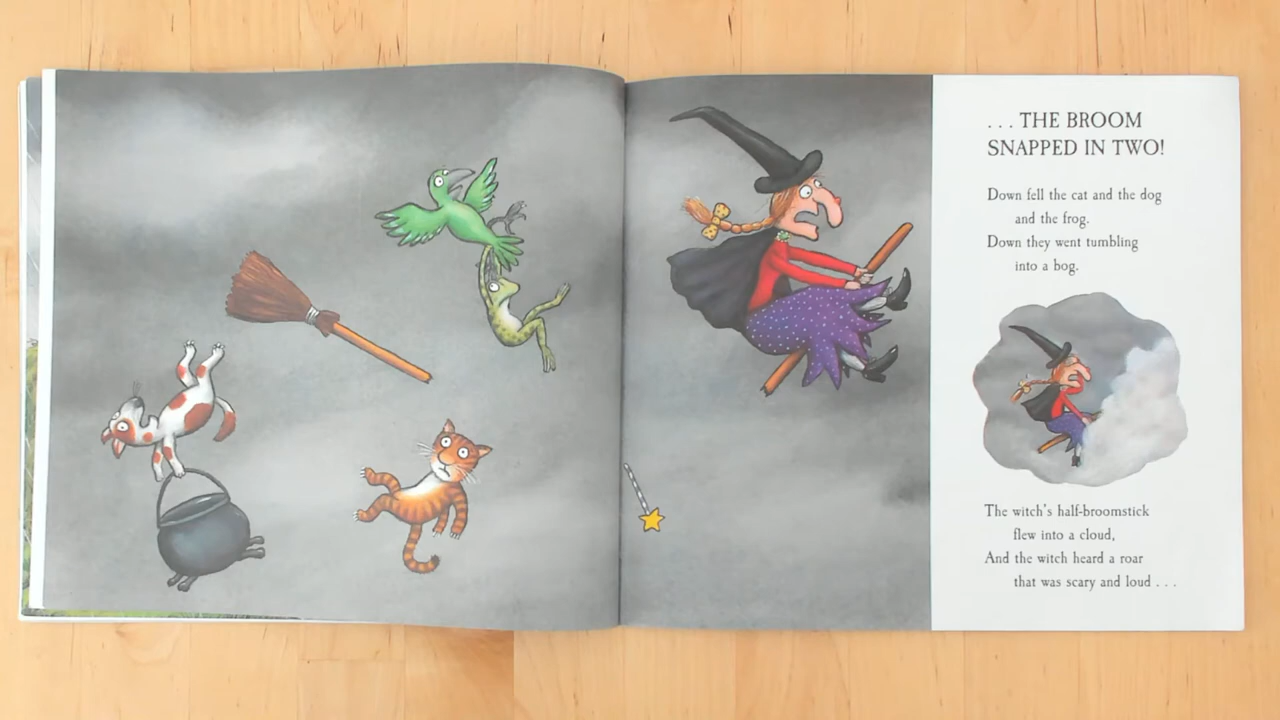 . . . THE BROOM
SNAPPED IN TWO!
Down fell the cat and the dog
and the frog.
Down they went tumbling
into a bog.
The witch's half-broomstick
flew into a cloud,
And the witch heard a roar
that was scary and loud . . .